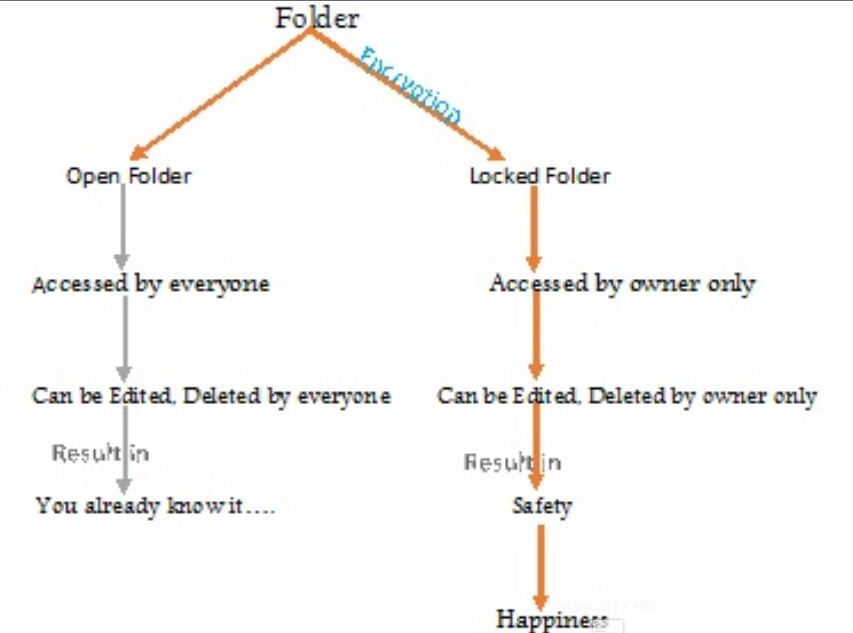 Folder
Encryption
Open Folder
Locked Folder
Accessed by everyone
Accessed by owner only
Can be Edited, Deleted by everyone
Can be Edited, Deleted by owner only
Result in
Result in
You already know it....
Safety
Happiness